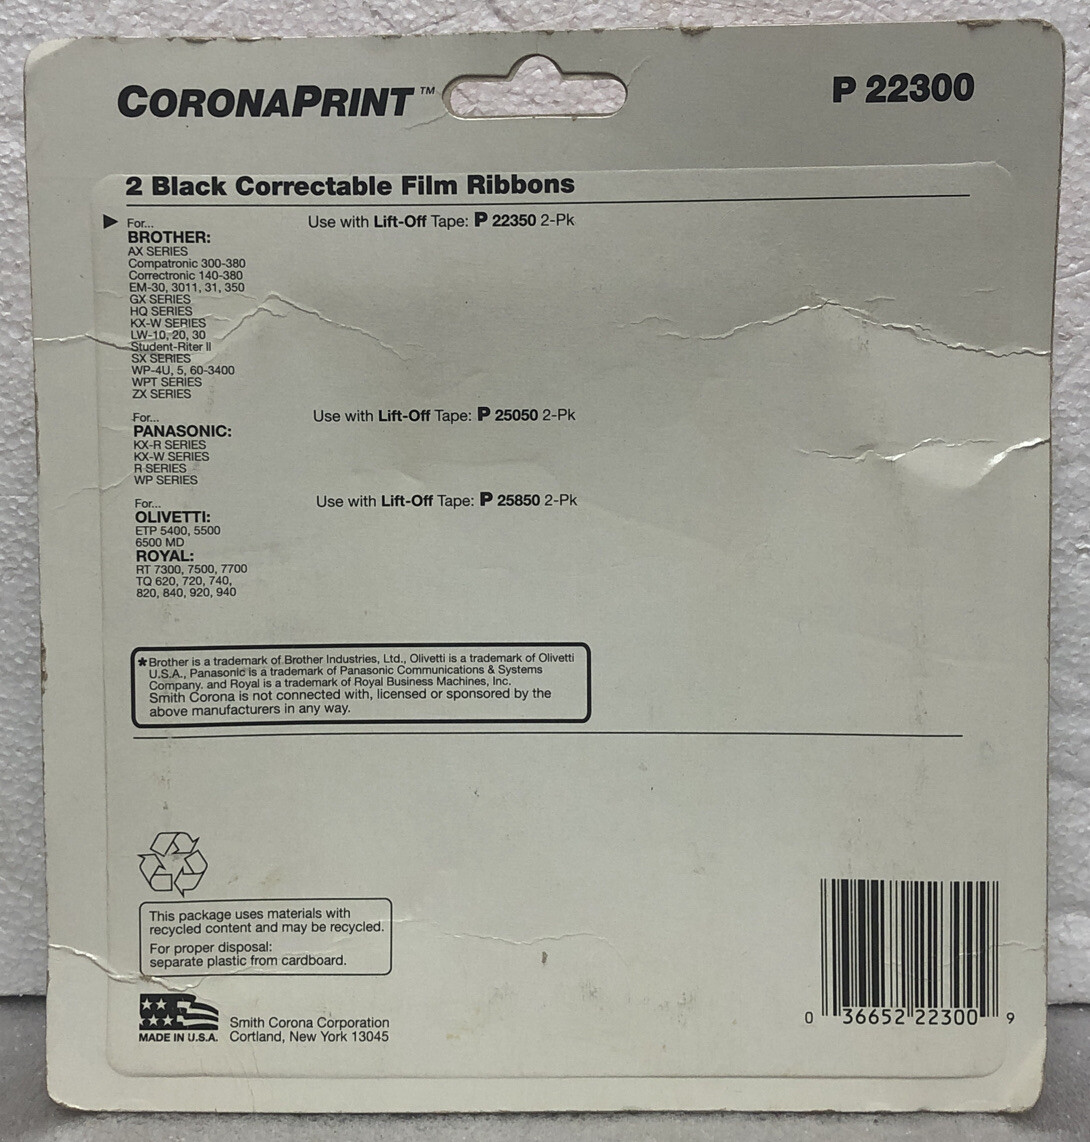 CORONAPRINT™
P 22300
2 Black Correctable Film Ribbons
▶ For... Use with Lift-Off Tape: P 22350 2-Pk
BROTHER:
AX SERIES
Compatronic 300-380
Correctronic 140-380
EM-30, 3011, 31, 350
GX SERIES
HQ SERIES
KX-W SERIES
LW-10, 20, 30
Student-Riter II
SX SERIES
WP-4U, 5, 60-3400
WPT SERIES
ZX SERIES
For... Use with Lift-Off Tape: P 25050 2-Pk
PANASONIC:
KX-R SERIES
KX-W SERIES
R SERIES
WP SERIES
For... Use with Lift-Off Tape: P 25850 2-Pk
OLIVETTI:
ETP 5400, 5500
6500 MD
ROYAL:
RT 7300, 7500, 7700
TQ 620, 720, 740,
820, 840, 920, 940
*Brother is a trademark of Brother Industries, Ltd., Olivetti is a trademark of Olivetti
U.S.A., Panasonic is a trademark of Panasonic Communications & Systems
Company. and Royal is a trademark of Royal Business Machines, Inc.
Smith Corona is not connected with, licensed or sponsored by the
above manufacturers in any way.
This package uses materials with
recycled content and may be recycled.
For proper disposal:
separate plastic from cardboard.
MADE IN U.S.A.
Smith Corona Corporation
Cortland, New York 13045
0 36652 22300 9